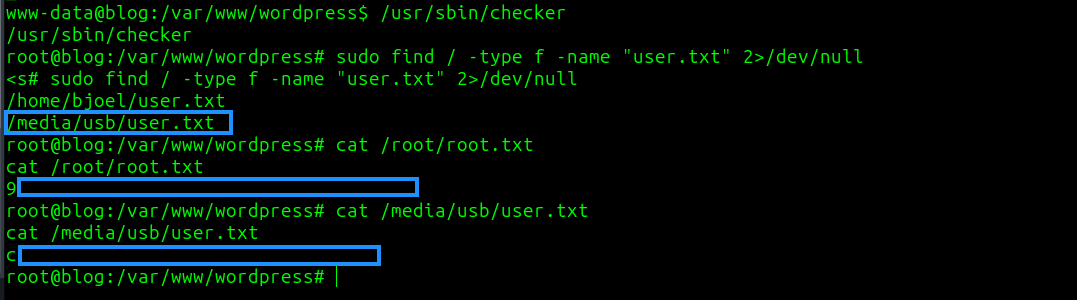 www-data@blog:/var/www/wordpress$ /usr/sbin/checker
/usr/sbin/checker
root@blog:/var/www/wordpress# sudo find / -type f -name "user.txt" 2>/dev/null
<s# sudo find / -type f -name "user.txt" 2>/dev/null
/home/bjoel/user.txt
/media/usb/user.txt
root@blog:/var/www/wordpress# cat /root/root.txt
cat /root/root.txt
9
root@blog:/var/www/wordpress# cat /media/usb/user.txt
cat /media/usb/user.txt
c
root@blog:/var/www/wordpress#